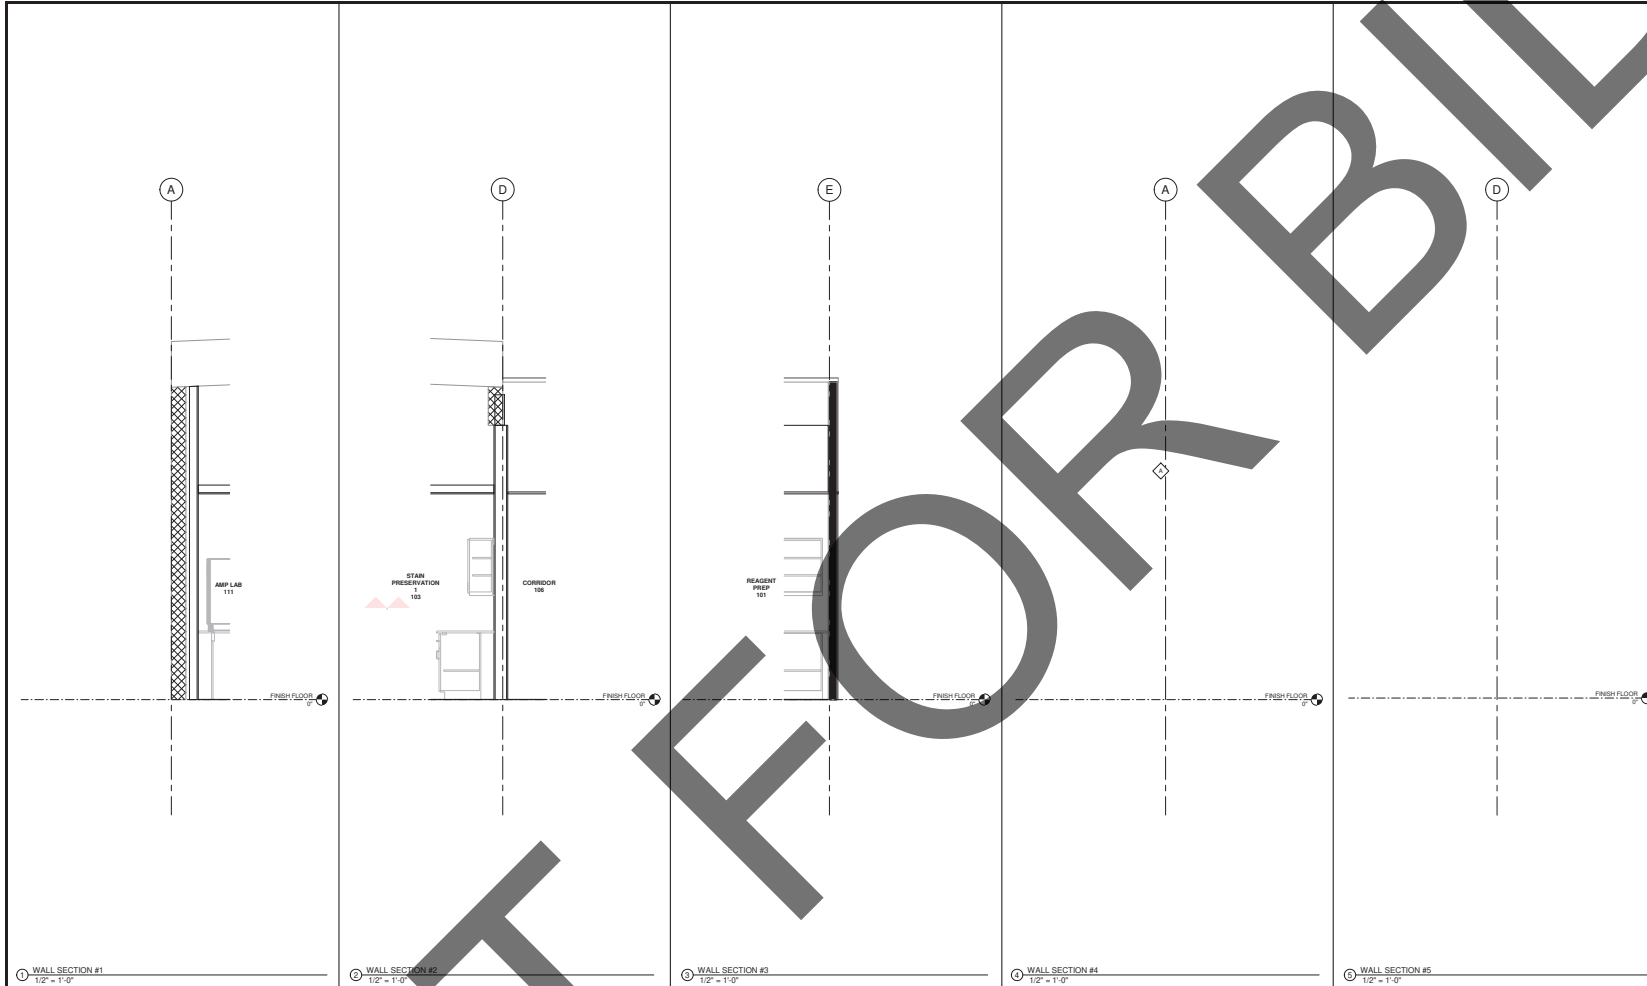 A
D
E
A
D
A
AMP LAB
111
STAIN
PRESERVATION
1
103
CORRIDOR
106
REAGENT
PREP
101
FINISH FLOOR
0"
FINISH FLOOR
0"
FINISH FLOOR
0"
FINISH FLOOR
0"
FINISH FLOOR
0"
T FOR BID
1 WALL SECTION #1
1/2" = 1'-0"
2 WALL SECTION #2
1/2" = 1'-0"
3 WALL SECTION #3
1/2" = 1'-0"
4 WALL SECTION #4
1/2" = 1'-0"
5 WALL SECTION #5
1/2" = 1'-0"